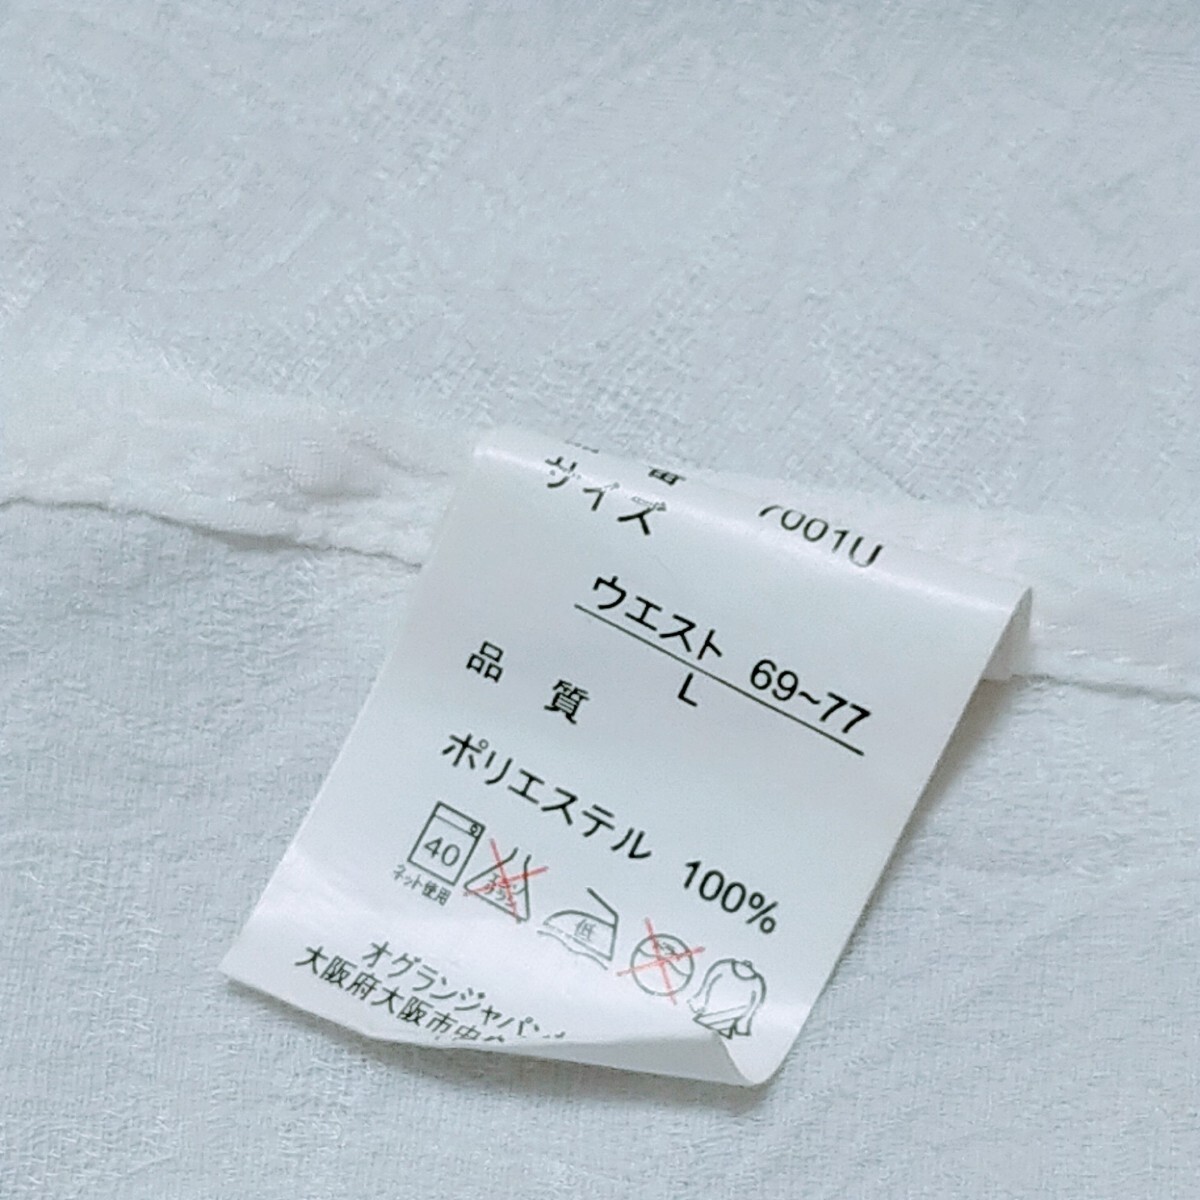 番 7001U
サイズ
ウエスト 69~77
L
品 質
ポリエステル 100%
40
ネット使用
低
オグランジャパン
大阪府大阪市中